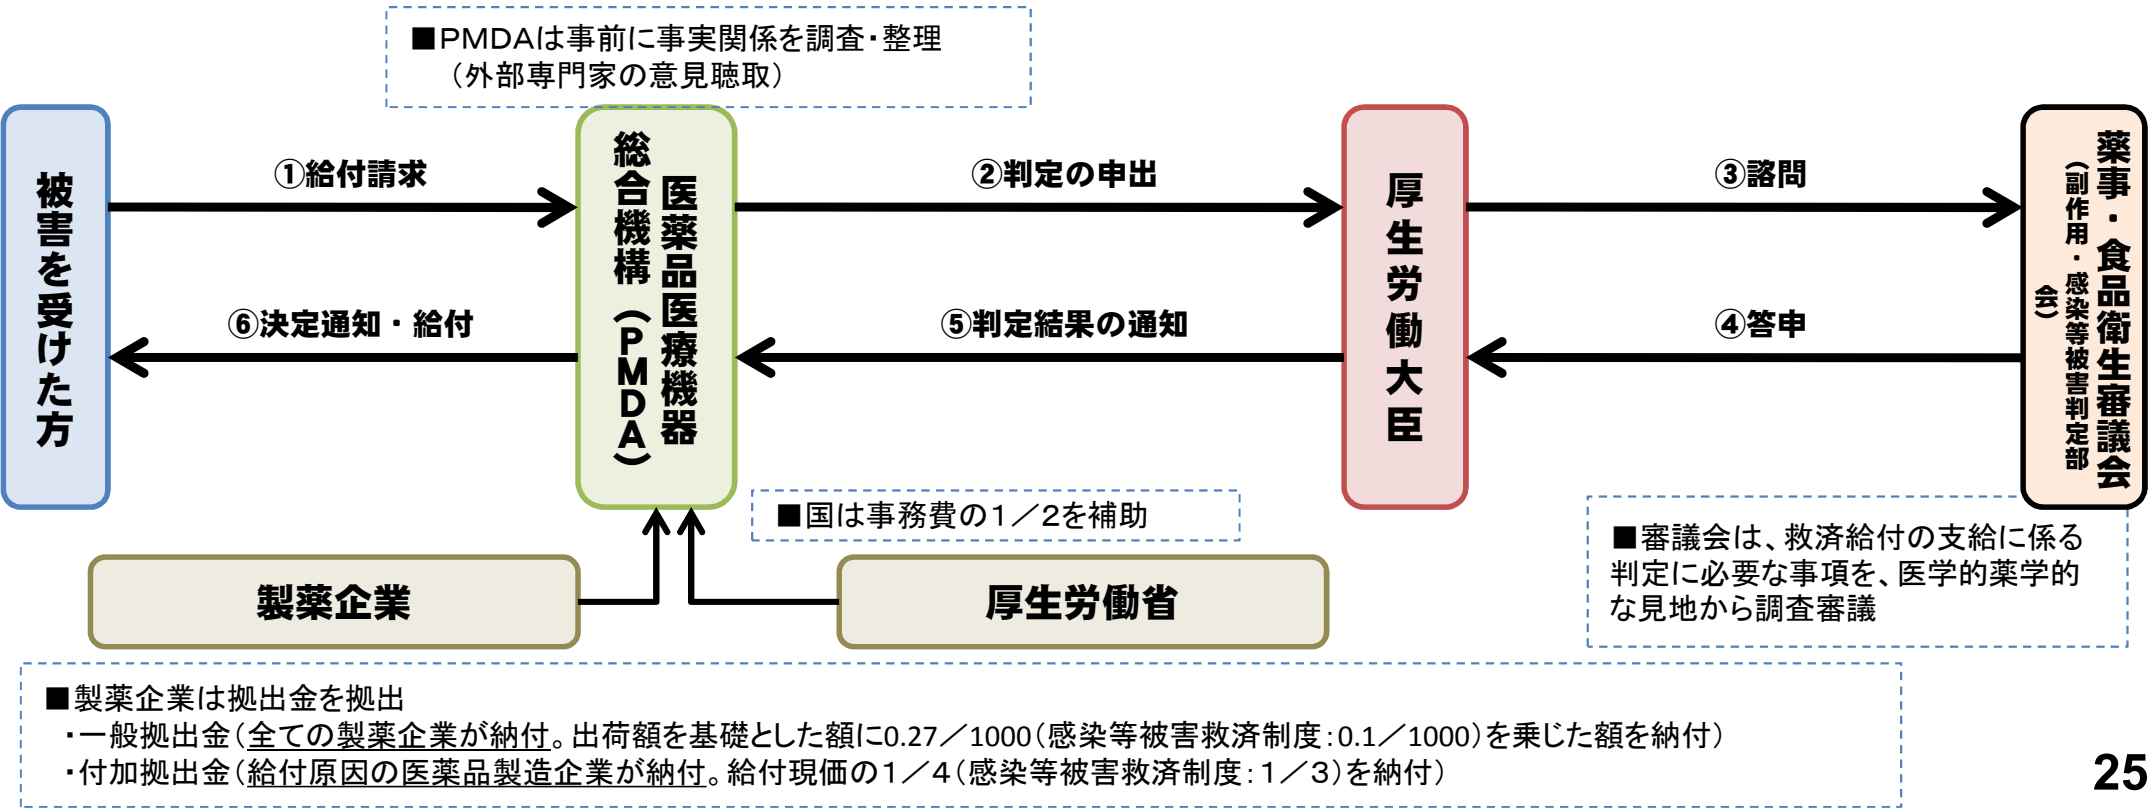 ■ＰＭＤＡは事前に事実関係を調査・整理
（外部専門家の意見聴取）
被害を受けた方
①給付請求
⑥決定通知・給付
医薬品医療機器
総合機構（ＰＭＤＡ）
②判定の申出
⑤判定結果の通知
厚生労働大臣
③諮問
④答申
薬事・食品衛生審議会
（副作用・感染等被害判定部
会）
■国は事務費の１／２を補助
製薬企業
厚生労働省
■審議会は、救済給付の支給に係る
判定に必要な事項を、医学的薬学的
な見地から調査審議
■製薬企業は拠出金を拠出
・一般拠出金（全ての製薬企業が納付。出荷額を基礎とした額に0.27／1000（感染等被害救済制度：0.1／1000）を乗じた額を納付）
・付加拠出金（給付原因の医薬品製造企業が納付。給付現価の１／４（感染等被害救済制度：１／３）を納付）
25